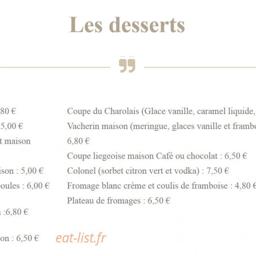 Les desserts
80 €
5,00 €
t maison
son : 5,00 €
oules : 6,00 €
:6,80 €
on : 6,50 €
Coupe du Charolais (Glace vanille, caramel liquide,
Vacherin maison (meringue, glaces vanille et frambo
6,80 €
Coupe liegeoise maison Café ou chocolat : 6,50 €
Colonel (sorbet citron vert et vodka) : 7,50 €
Fromage blanc crème et coulis de framboise : 4,80 €
Plateau de fromages : 6,50 €
eat-list.fr